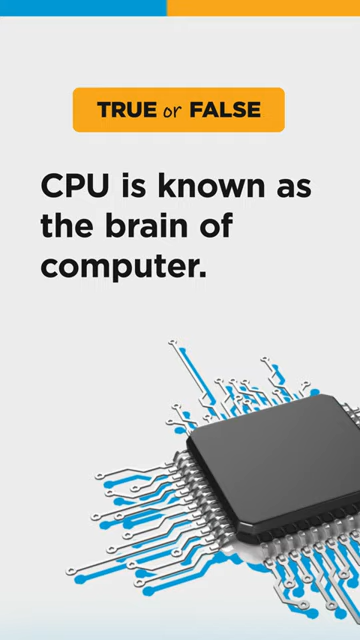 TRUE or FALSE
CPU is known as
the brain of
computer.